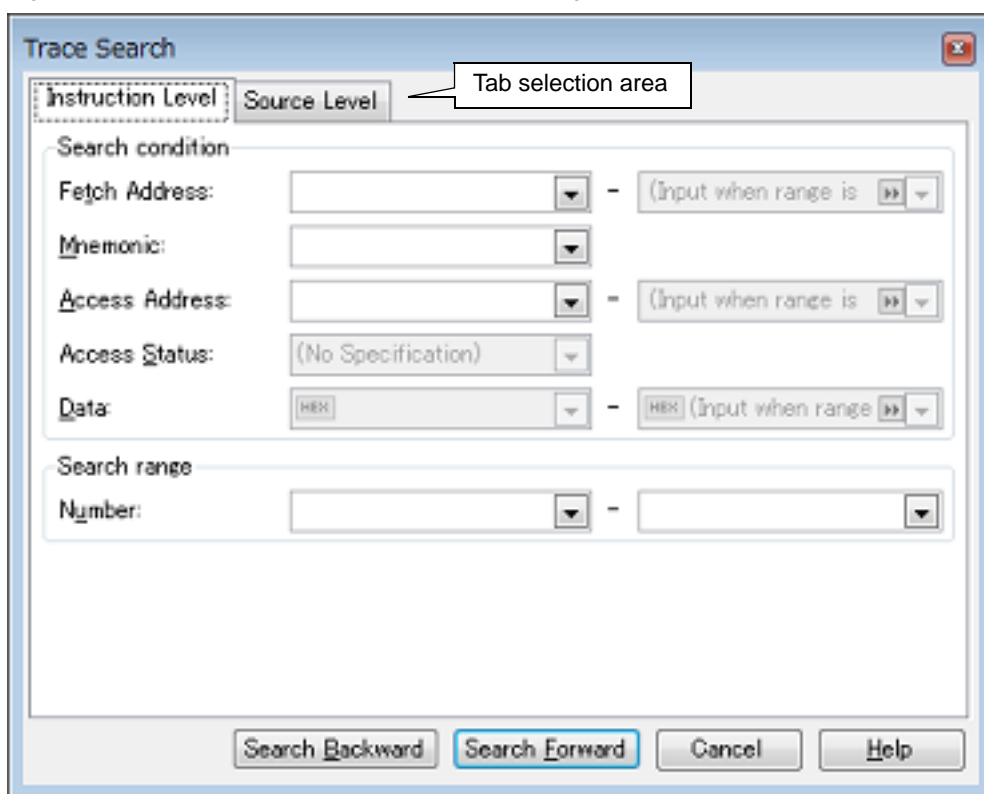 Trace Search
Tab selection area
Instruction Level Source Level
Search condition
Fetch Address: - (Input when range is
Mnemonic:
Access Address: - (Input when range is
Access Status: (No Specification)
Data: HEX - HEX (Input when range
Search range
Number: -
Search Backward Search Forward Cancel Help